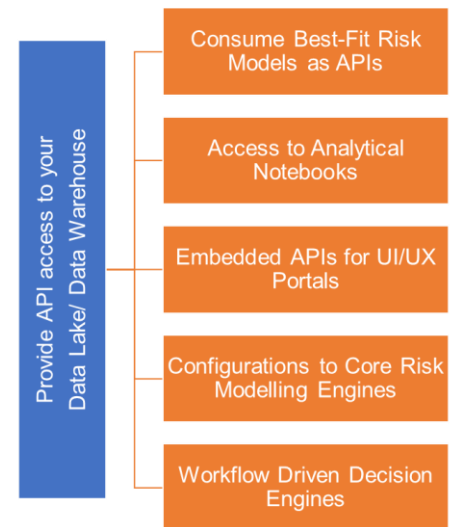 Provide API access to your
Data Lake/ Data Warehouse
Consume Best-Fit Risk
Models as APIs
Access to Analytical
Notebooks
Embedded APIs for UI/UX
Portals
Configurations to Core Risk
Modelling Engines
Workflow Driven Decision
Engines